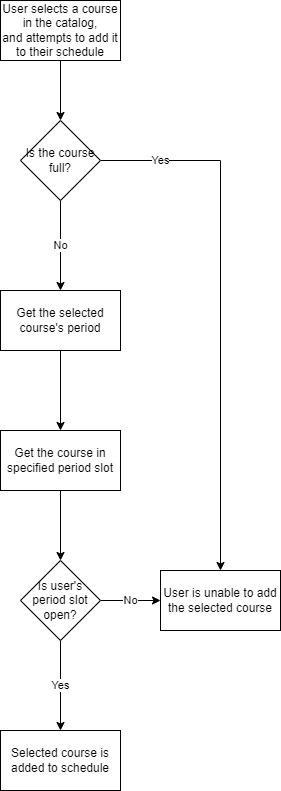 User selects a course
in the catalog,
and attempts to add it
to their schedule
Is the course
full?
Yes
No
Get the selected
course's period
Get the course in
specified period slot
Is user's
period slot
open?
No
User is unable to add
the selected course
Yes
Selected course is
added to schedule